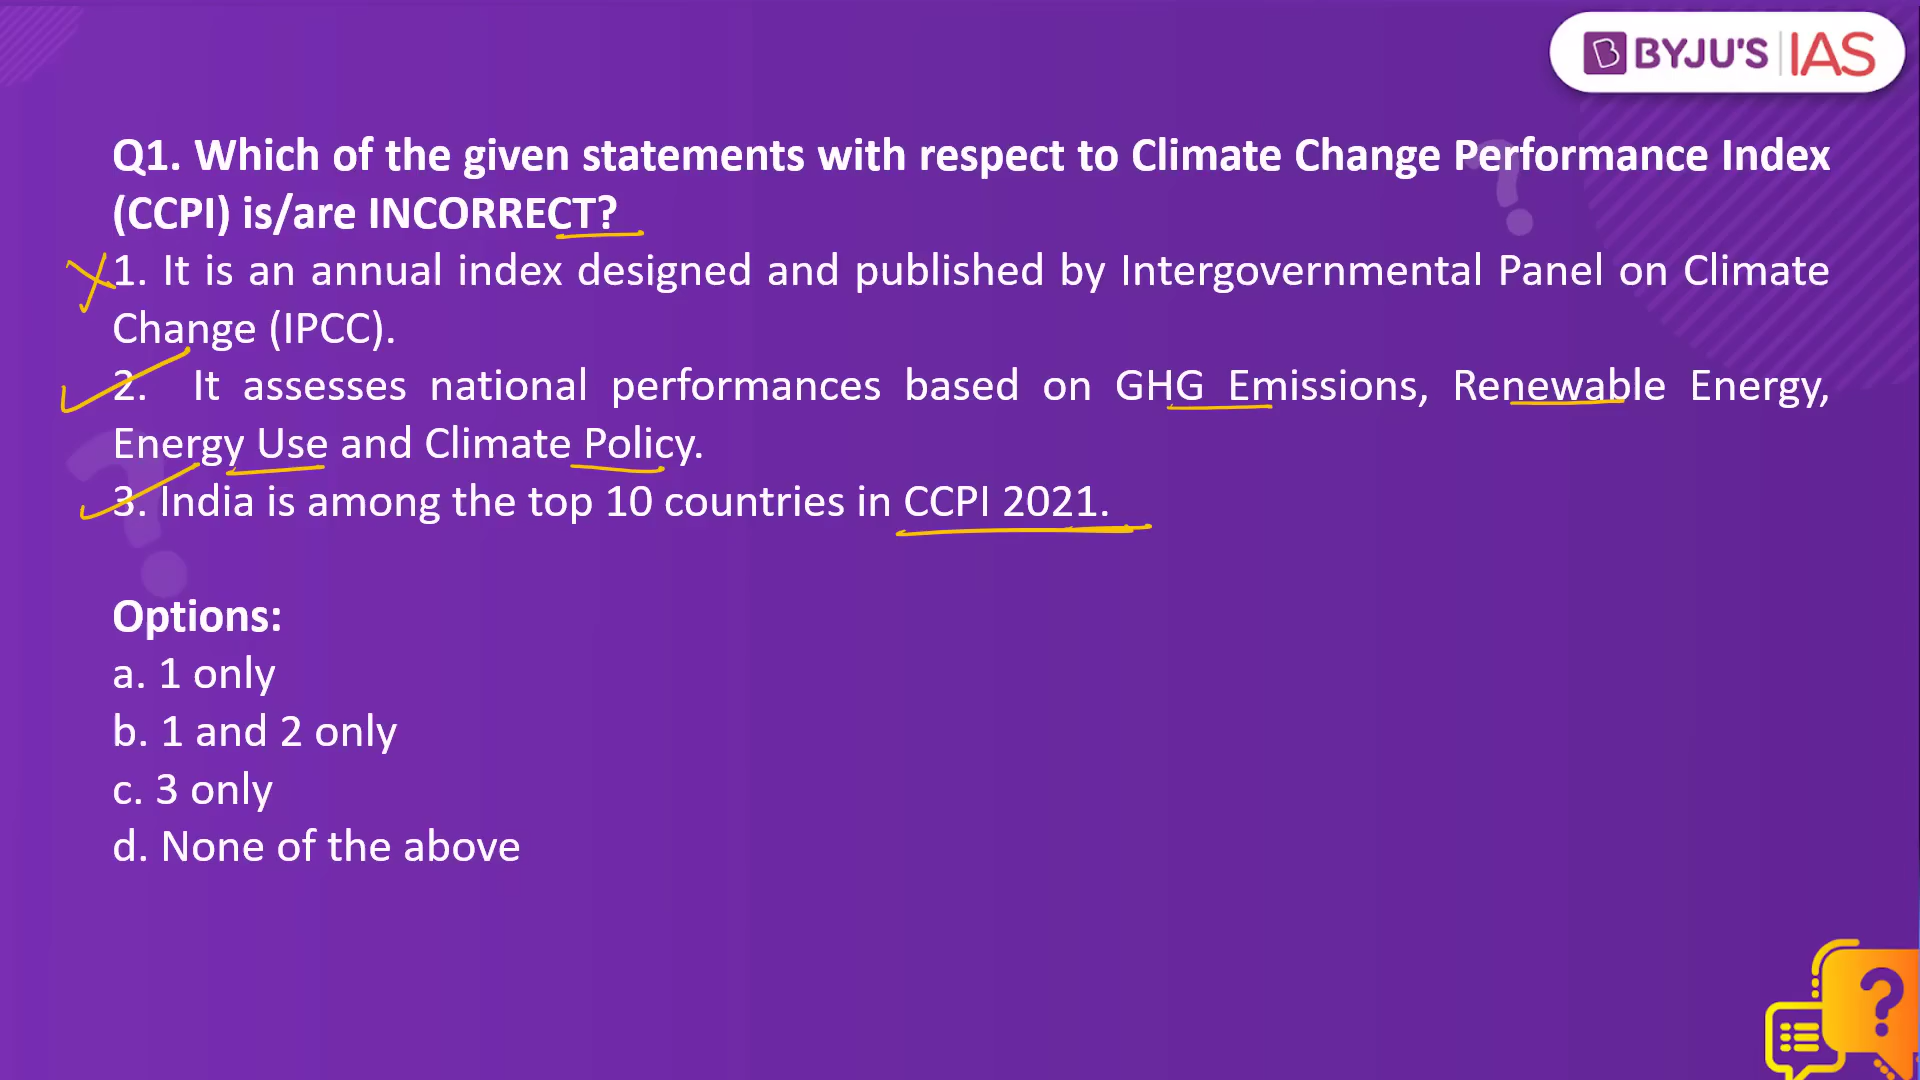 BYJU'S IAS
Q1. Which of the given statements with respect to Climate Change Performance Index
(CCPI) is/are INCORRECT?
1. It is an annual index designed and published by Intergovernmental Panel on Climate
Change (IPCC).
2. It assesses national performances based on GHG Emissions, Renewable Energy,
Energy Use and Climate Policy.
3. India is among the top 10 countries in CCPI 2021.
Options:
a. 1 only
b. 1 and 2 only
c. 3 only
d. None of the above